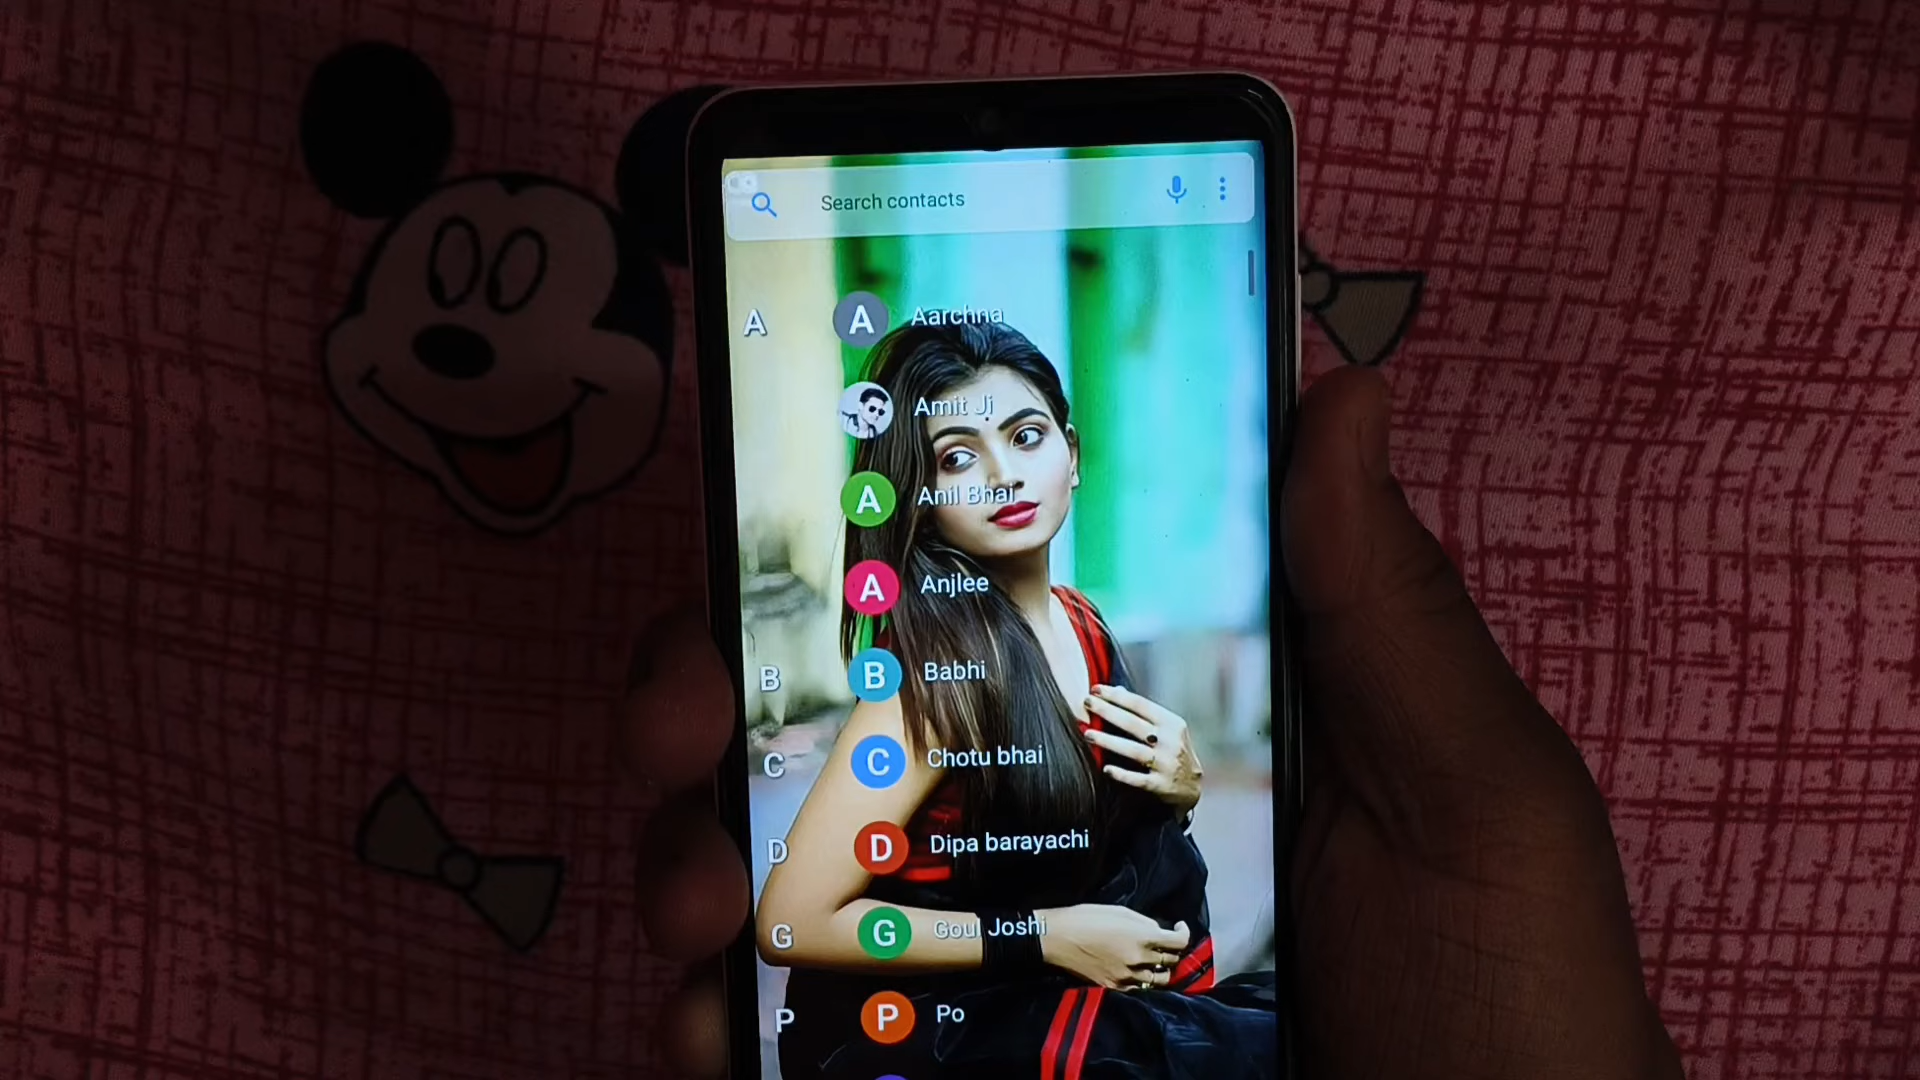 Search contacts
A A Aarchna
Amit Ji
A Anil Bhai
A Anjlee
B B Babhi
C C Chotu bhai
D D Dipa barayachi
G G Goul Joshi
P P Po